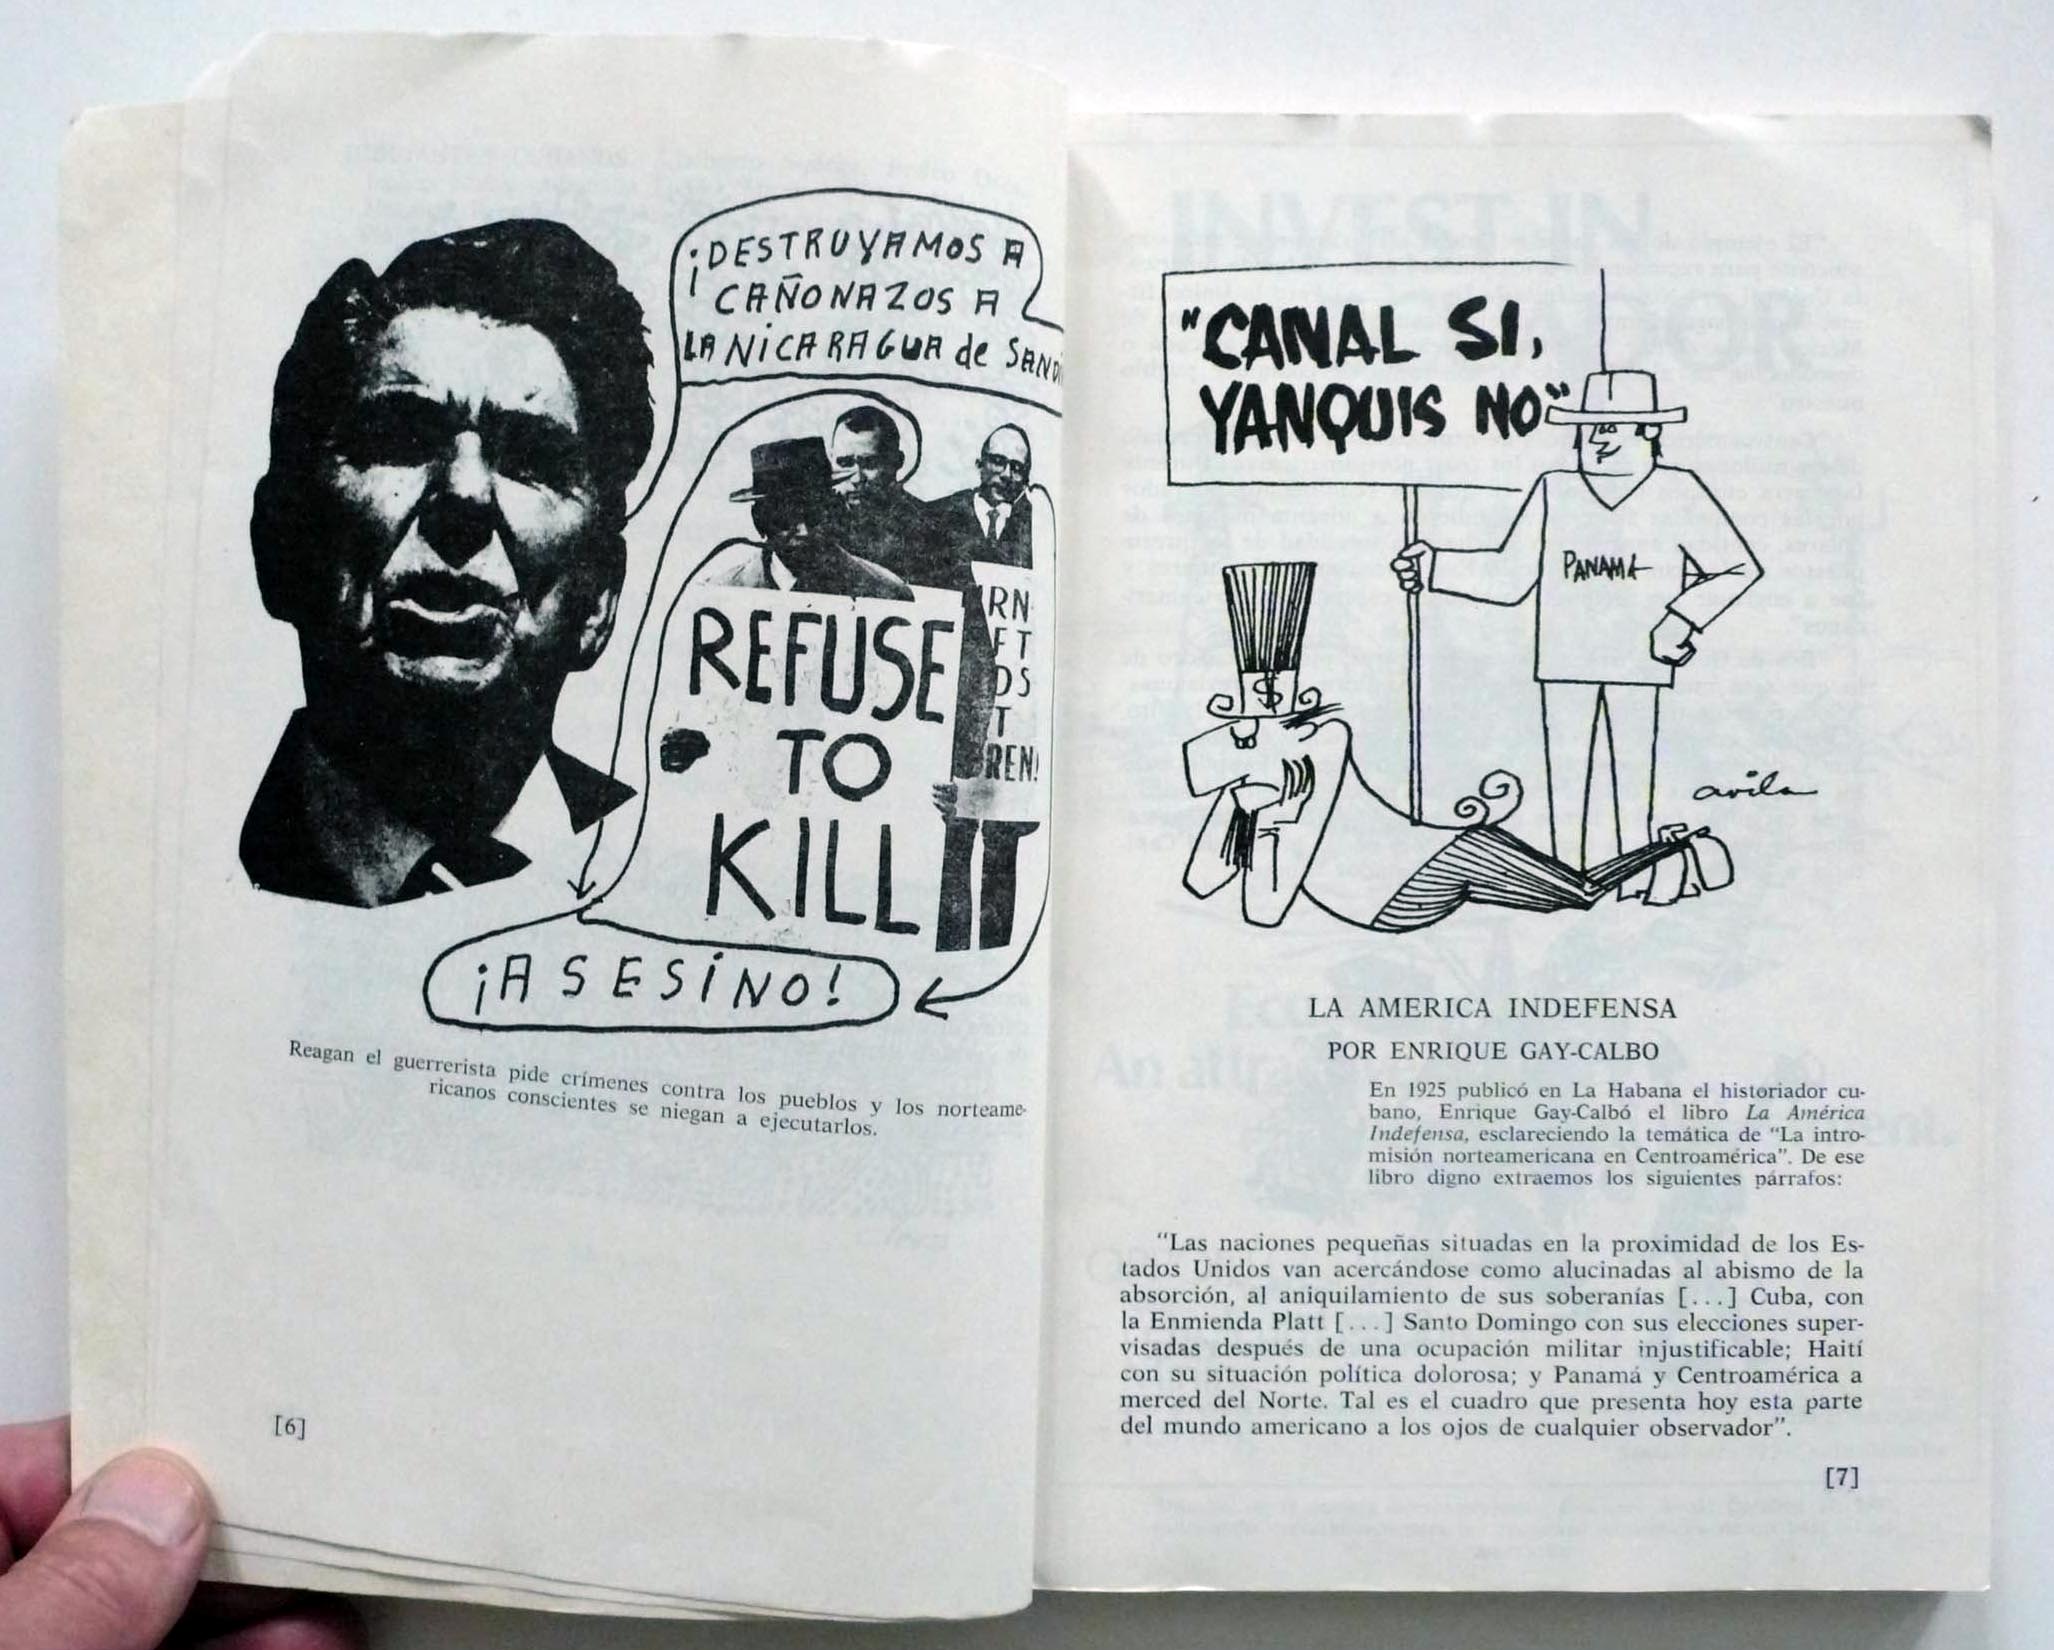 ¡DESTRUYAMOS A
CAÑONAZOS A
LA NICARAGUA de SANDI
REFUSE
TO
KILL
RN
FT
OS
T
REN!
¡ASESINO!
Reagan el guerrerista pide crímenes contra los pueblos y los norteame-
ricanos conscientes se niegan a ejecutarlos.
[6]
"CANAL SI,
YANQUIS NO"
PANAMA
$
avila
LA AMERICA INDEFENSA
POR ENRIQUE GAY-CALBO
En 1925 publicó en La Habana el historiador cu-
bano, Enrique Gay-Calbó el libro La América
Indefensa, esclareciendo la temática de "La intro-
misión norteamericana en Centroamérica". De ese
libro digno extraemos los siguientes párrafos:
"Las naciones pequeñas situadas en la proximidad de los Es-
tados Unidos van acercándose como alucinadas al abismo de la
absorción, al aniquilamiento de sus soberanías [...] Cuba, con
la Enmienda Platt [...] Santo Domingo con sus elecciones super-
visadas después de una ocupación militar injustificable; Haití
con su situación política dolorosa; y Panamá y Centroamérica a
merced del Norte. Tal es el cuadro que presenta hoy esta parte
del mundo americano a los ojos de cualquier observador".
[7]